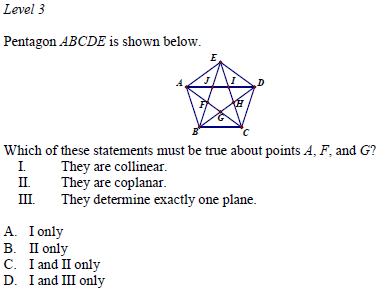 Level 3
Pentagon ABCDE is shown below.
E
A J I D
F H
G
B C
Which of these statements must be true about points A, F, and G?
I. They are collinear.
II. They are coplanar.
III. They determine exactly one plane.
A. I only
B. II only
C. I and II only
D. I and III only